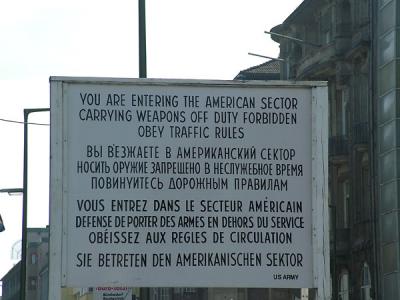 YOU ARE ENTERING THE AMERICAN SECTOR
CARRYING WEAPONS OFF DUTY FORBIDDEN
OBEY TRAFFIC RULES
ВЫ ВЪЕЗЖАЕТЕ В АМЕРИКАНСКИЙ СЕКТОР
НОСИТЬ ОРУЖИЕ ЗАПРЕЩЕНО В НЕСЛУЖЕБНОЕ ВРЕМЯ
ПОВИНУЙТЕСЬ ДОРОЖНЫМ ПРАВИЛАМ
VOUS ENTREZ DANS LE SECTEUR AMÉRICAIN
DEFENSE DE PORTER DES ARMES EN DEHORS DU SERVICE
OBÉISSEZ AUX REGLES DE CIRCULATION
SIE BETRETEN DEN AMERIKANISCHEN SEKTOR
US ARMY